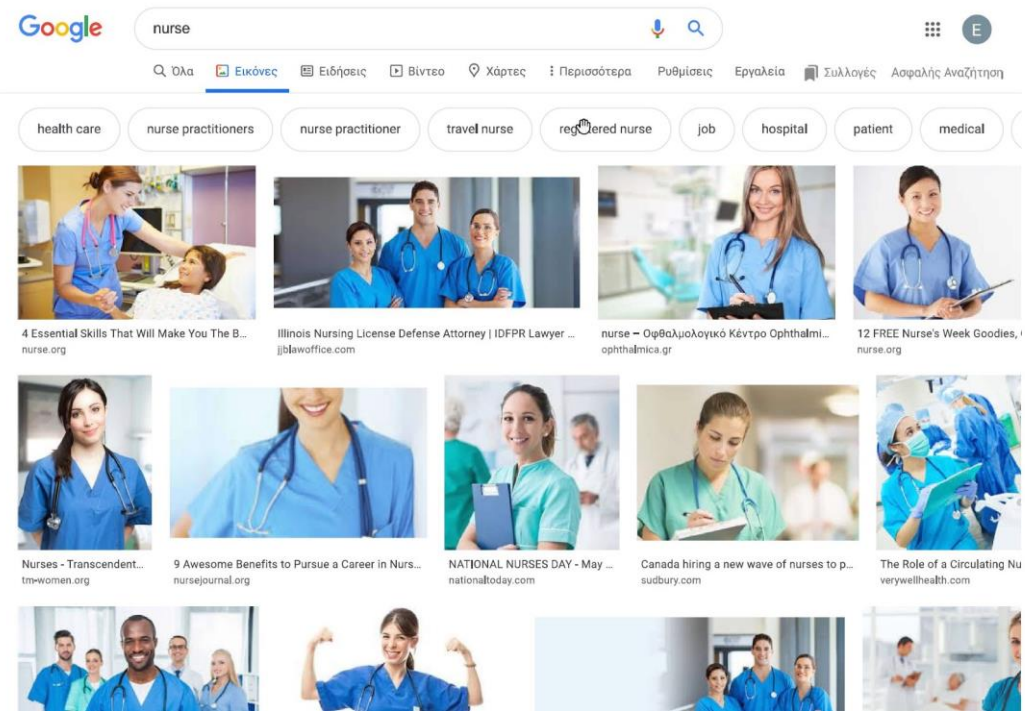 Google
nurse
E
Όλα Εικόνες Ειδήσεις Βίντεο Χάρτες Περισσότερα Ρυθμίσεις Εργαλεία Συλλογές Ασφαλής Αναζήτηση
health care nurse practitioners nurse practitioner travel nurse registered nurse job hospital patient medical
4 Essential Skills That Will Make You The B... Illinois Nursing License Defense Attorney | IDFPR Lawyer ... nurse – Οφθαλμολογικό Κέντρο Ophthalmi... 12 FREE Nurse's Week Goodies,
nurse.org jjblawoffice.com ophthalmica.gr nurse.org
Nurses - Transcendent... 9 Awesome Benefits to Pursue a Career in Nurs... NATIONAL NURSES DAY - May ... Canada hiring a new wave of nurses to p... The Role of a Circulating Nu
tm-women.org nursejournal.org nationaltoday.com sudbury.com verywellhealth.com